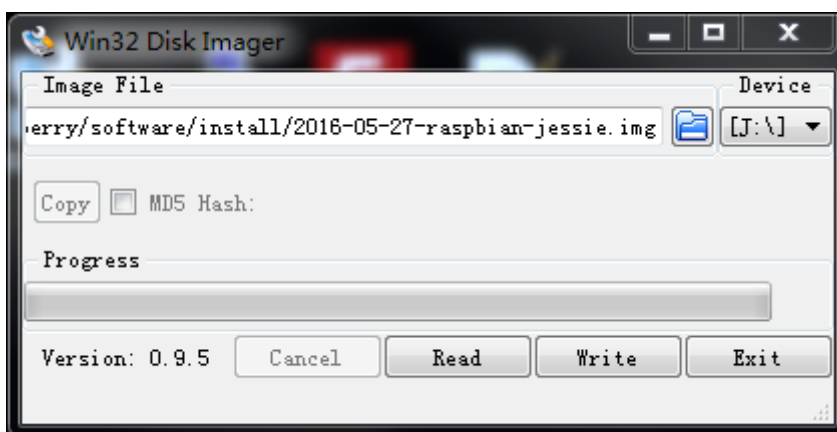 Win32 Disk Imager
Image File
Device
erry/software/install/2016-05-27-raspbian-jessie.img
[J:\]
Copy
MD5 Hash:
Progress
Version: 0.9.5
Cancel
Read
Write
Exit